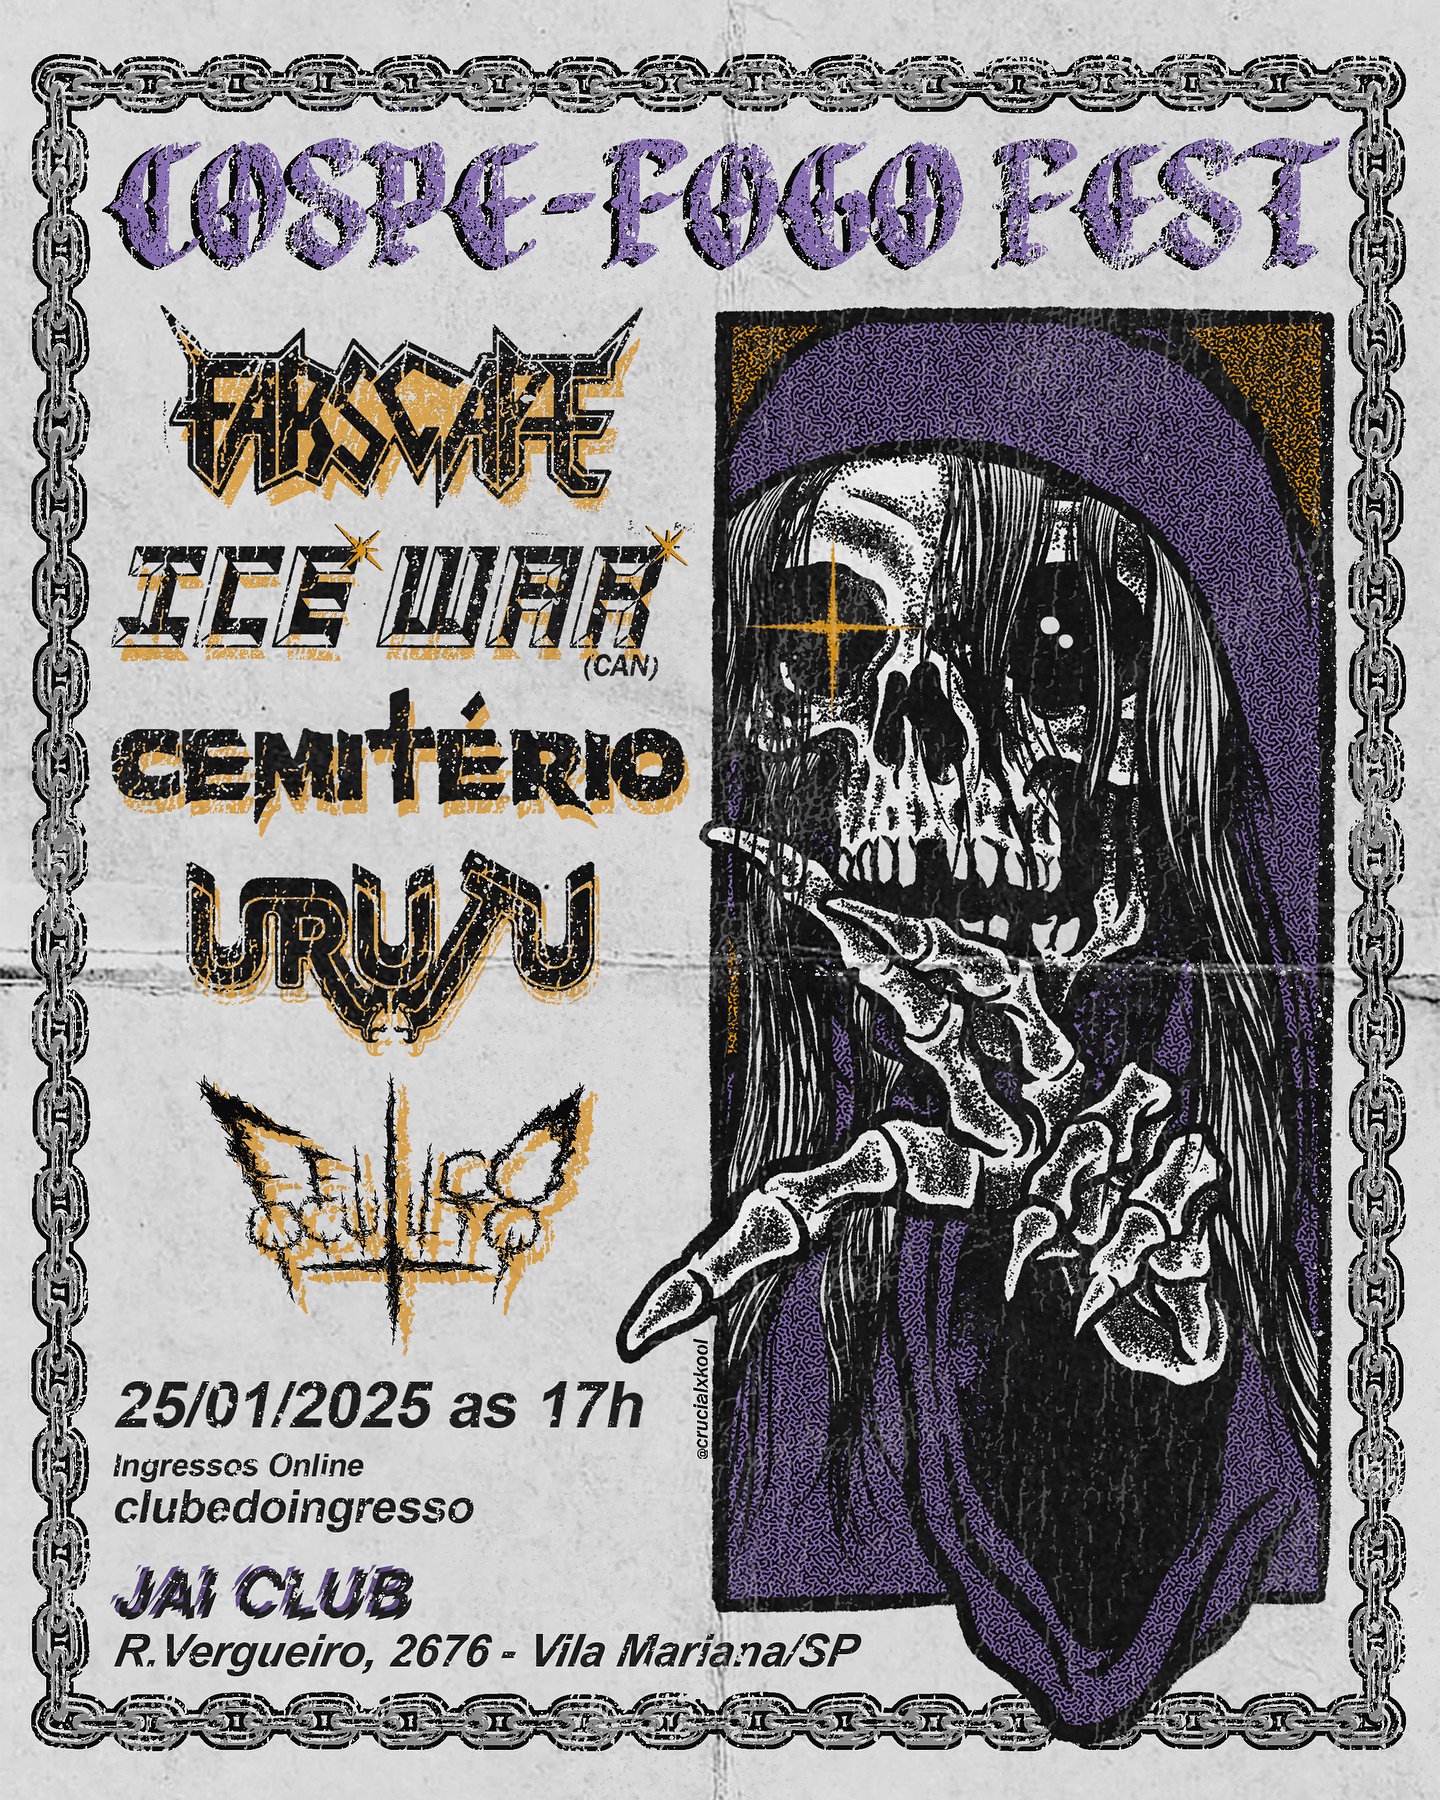 COSPE-FOGO FEST
FARSCAPE
ICE WAR
(CAN)
CEMITÉRIO
URUTU
25/01/2025 as 17h
Ingressos Online
clubedoingresso
JAI CLUB
R.Vergueiro, 2676 - Vila Mariana/SP
@crucialxkool